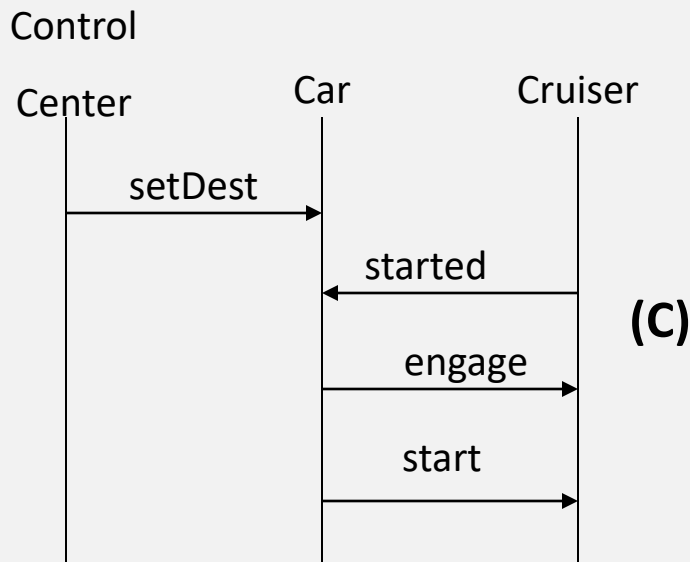 Control
Center
Car
Cruiser
setDest
started
(C)
engage
start